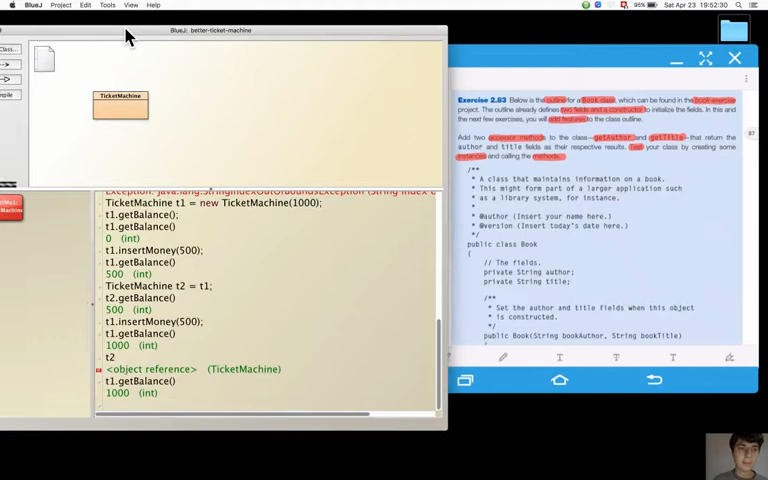 BlueJ Project Edit Tools View Help
95% Sat Apr 23 19:52:30
BlueJ: better-ticket-machine
Class...
TicketMachine
Exception: java.lang.StringIndexOutOfBoundsException (String index o
TicketMachine t1 = new TicketMachine(1000);
t1.getBalance();
t1.getBalance()
0 (int)
t1.insertMoney(500);
t1.getBalance()
500 (int)
TicketMachine t2 = t1;
t2.getBalance()
500 (int)
t1.insertMoney(500);
t1.getBalance()
1000 (int)
t2
<object reference> (TicketMachine)
t1.getBalance()
1000 (int)
Exercise 2.83 Below is the outline for a Book class, which can be found in the book-exercise
project. The outline already defines two fields and a constructor to initialize the fields. In this and
the next few exercises, you will add features to the class outline.
Add two accessor methods to the class—getAuthor and getTitle—that return the
author and title fields as their respective results. Test your class by creating some
instances and calling the methods.
/**
* A class that maintains information on a book.
* This might form part of a larger application such
* as a library system, for instance.
*
* @author (Insert your name here.)
* @version (Insert today's date here.)
*/
public class Book
{
// The fields.
private String author;
private String title;
/**
* Set the author and title fields when this object
* is constructed.
*/
public Book(String bookAuthor, String bookTitle)
87